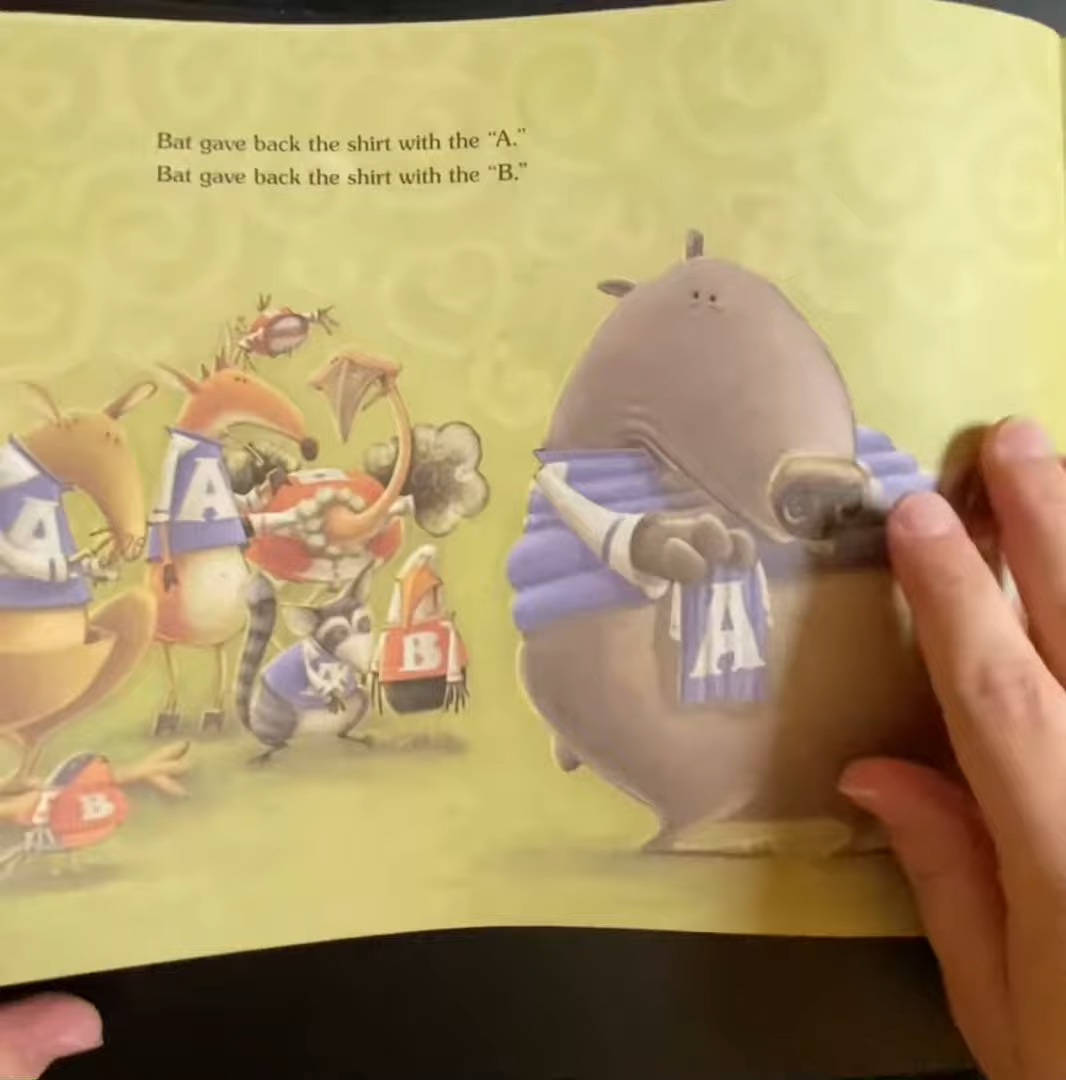 Bat gave back the shirt with the “A.”
Bat gave back the shirt with the “B.”
A
A
B
B
A